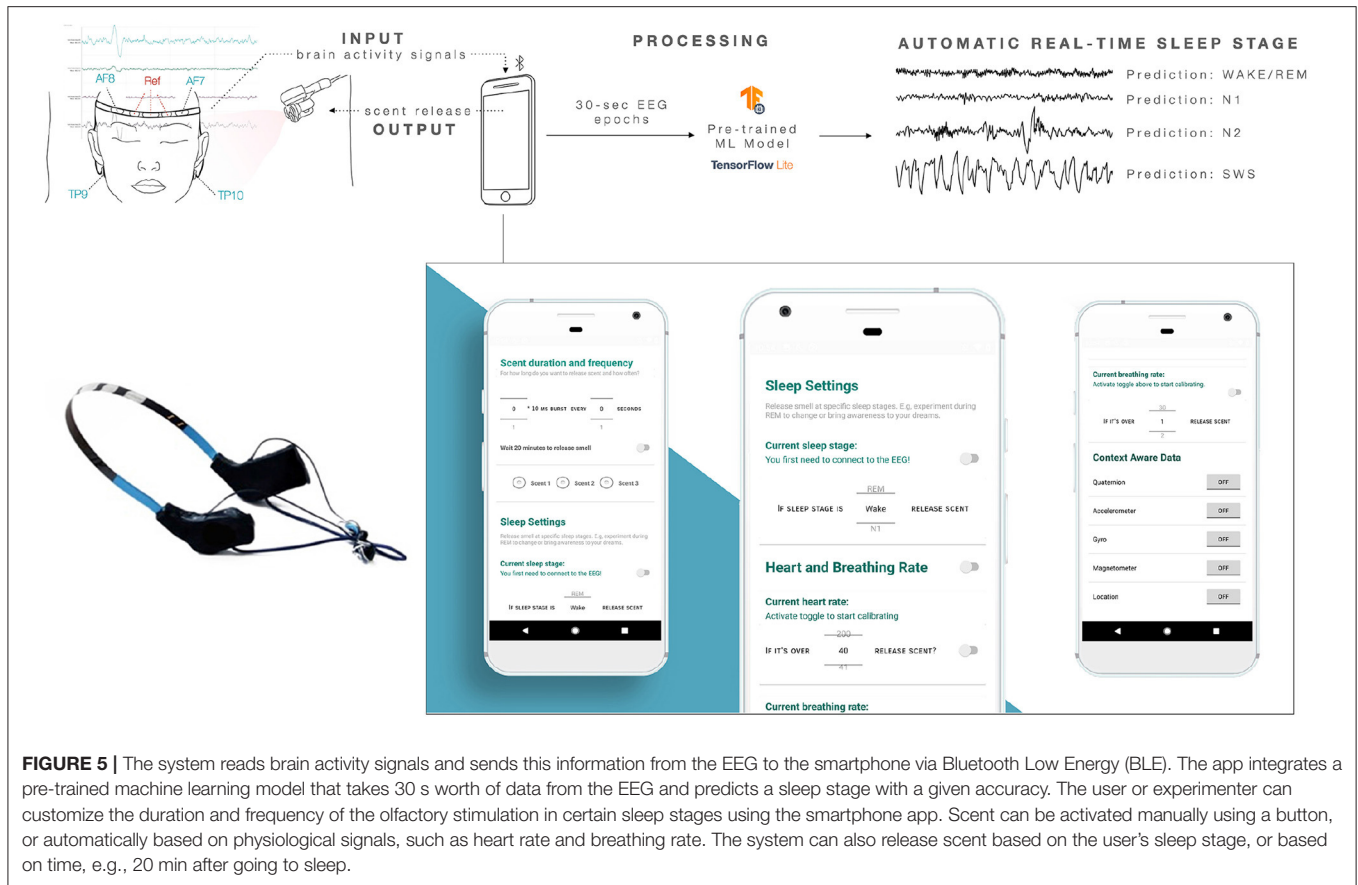 INPUT
brain activity signals
AF8
Ref
AF7
TP9
TP10
scent release
OUTPUT
PROCESSING
30-sec EEG
epochs
Pre-trained
ML Model
TensorFlow Lite
AUTOMATIC REAL-TIME SLEEP STAGE
Prediction: WAKE/REM
Prediction: N1
Prediction: N2
Prediction: SWS
Scent duration and frequency
For how long do you want to release scent and how often?
0 * 10 MS BURST EVERY 0 SECONDS
1 1
Wait 20 minutes to release smell
Scent 1 Scent 2 Scent 3
Sleep Settings
Release smell at specific sleep stages. E.g. experiment during
REM to change or bring awareness to your dreams.
Current sleep stage:
You first need to connect to the EEG!
REM
IF SLEEP STAGE IS Wake RELEASE SCENT
Sleep Settings
Release smell at specific sleep stages. E.g, experiment during
REM to change or bring awareness to your dreams.
Current sleep stage:
You first need to connect to the EEG!
REM
IF SLEEP STAGE IS Wake RELEASE SCENT
N1
Heart and Breathing Rate
Current heart rate:
Activate toggle to start calibrating
200
IF IT'S OVER 40 RELEASE SCENT?
41
Current breathing rate:
Current breathing rate:
Activate toggle above to start calibrating.
30
IF IT'S OVER 1 RELEASE SCENT
2
Context Aware Data
Quaternion OFF
Accelerometer OFF
Gyro OFF
Magnetometer OFF
Location OFF
FIGURE 5 | The system reads brain activity signals and sends this information from the EEG to the smartphone via Bluetooth Low Energy (BLE). The app integrates a
pre-trained machine learning model that takes 30 s worth of data from the EEG and predicts a sleep stage with a given accuracy. The user or experimenter can
customize the duration and frequency of the olfactory stimulation in certain sleep stages using the smartphone app. Scent can be activated manually using a button,
or automatically based on physiological signals, such as heart rate and breathing rate. The system can also release scent based on the user's sleep stage, or based
on time, e.g., 20 min after going to sleep.